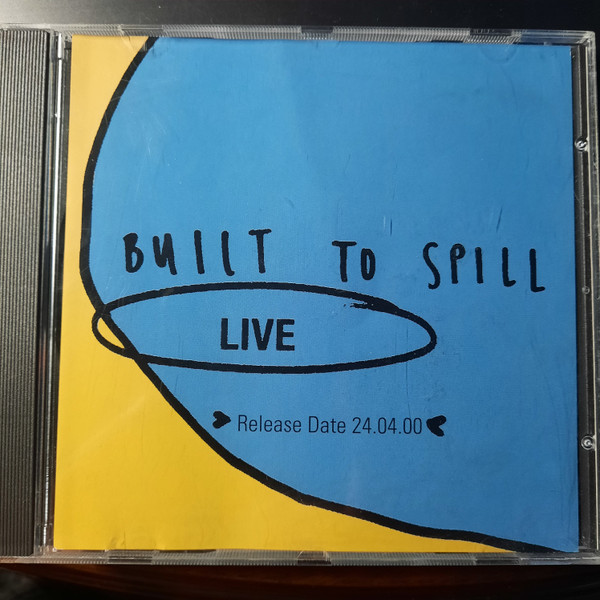 BUILT TO SPILL
LIVE
Release Date 24.04.00